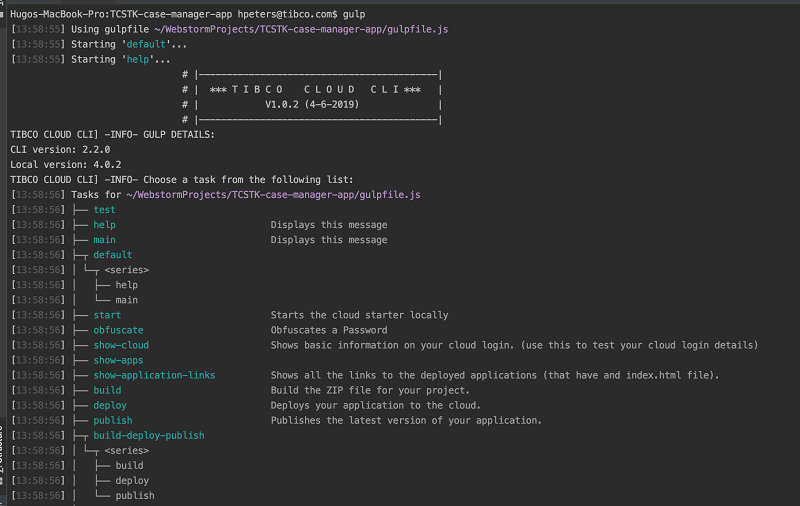 Hugos-MacBook-Pro:TCSTK-case-manager-app hpeters@tibco.com$ gulp
[13:58:55] Using gulpfile ~/WebstormProjects/TCSTK-case-manager-app/gulpfile.js
[13:58:55] Starting 'default'...
[13:58:55] Starting 'help'...
# |-----------------------------------------|
# |  *** T I B C O   C L O U D   C L I ***   |
# |            V1.0.2 (4-6-2019)              |
# |-----------------------------------------|
TIBCO CLOUD CLI] -INFO- GULP DETAILS:
CLI version: 2.2.0
Local version: 4.0.2
TIBCO CLOUD CLI] -INFO- Choose a task from the following list:
[13:58:56] Tasks for ~/WebstormProjects/TCSTK-case-manager-app/gulpfile.js
[13:58:56] ├── test
[13:58:56] ├── help Displays this message
[13:58:56] ├── main Displays this message
[13:58:56] ├─┬ default
[13:58:56] │ └─┬ <series>
[13:58:56] │   ├── help
[13:58:56] │   └── main
[13:58:56] ├── start Starts the cloud starter locally
[13:58:56] ├── obfuscate Obfuscates a Password
[13:58:56] ├── show-cloud Shows basic information on your cloud login. (use this to test your cloud login details)
[13:58:56] ├── show-apps
[13:58:56] ├── show-application-links Shows all the links to the deployed applications (that have and index.html file).
[13:58:56] ├── build Build the ZIP file for your project.
[13:58:56] ├── deploy Deploys your application to the cloud.
[13:58:56] ├── publish Publishes the latest version of your application.
[13:58:56] ├─┬ build-deploy-publish
[13:58:56] │ └─┬ <series>
[13:58:56] │   ├── build
[13:58:56] │   ├── deploy
[13:58:56] │   └── publish